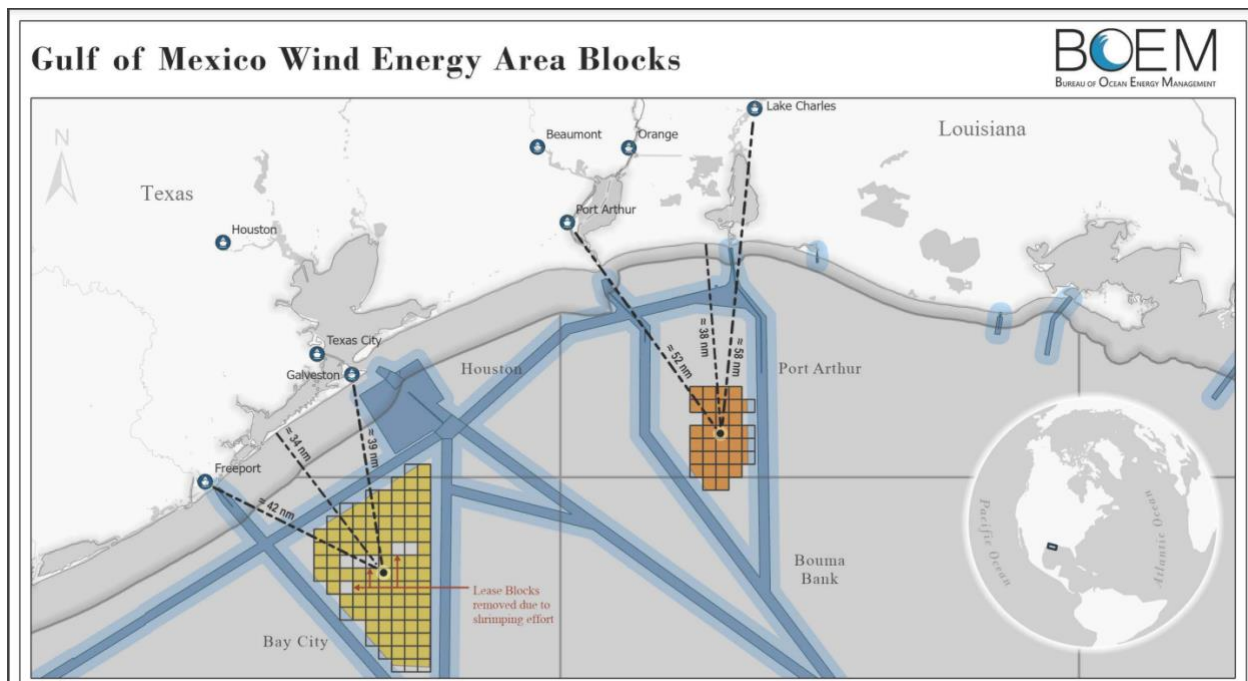 Gulf of Mexico Wind Energy Area Blocks
BOEM
BUREAU OF OCEAN ENERGY MANAGEMENT
N
Texas
Louisiana
Lake Charles
Beaumont
Orange
Port Arthur
Houston
Texas City
Galveston
Freeport
Houston
Port Arthur
≈ 52 nm
≈ 38 nm
≈ 58 nm
≈ 34 nm
≈ 39 nm
≈ 42 nm
Lease Blocks
removed due to
shrimping effort
Bay City
Bouma
Bank
Pacific Ocean
Atlantic Ocean